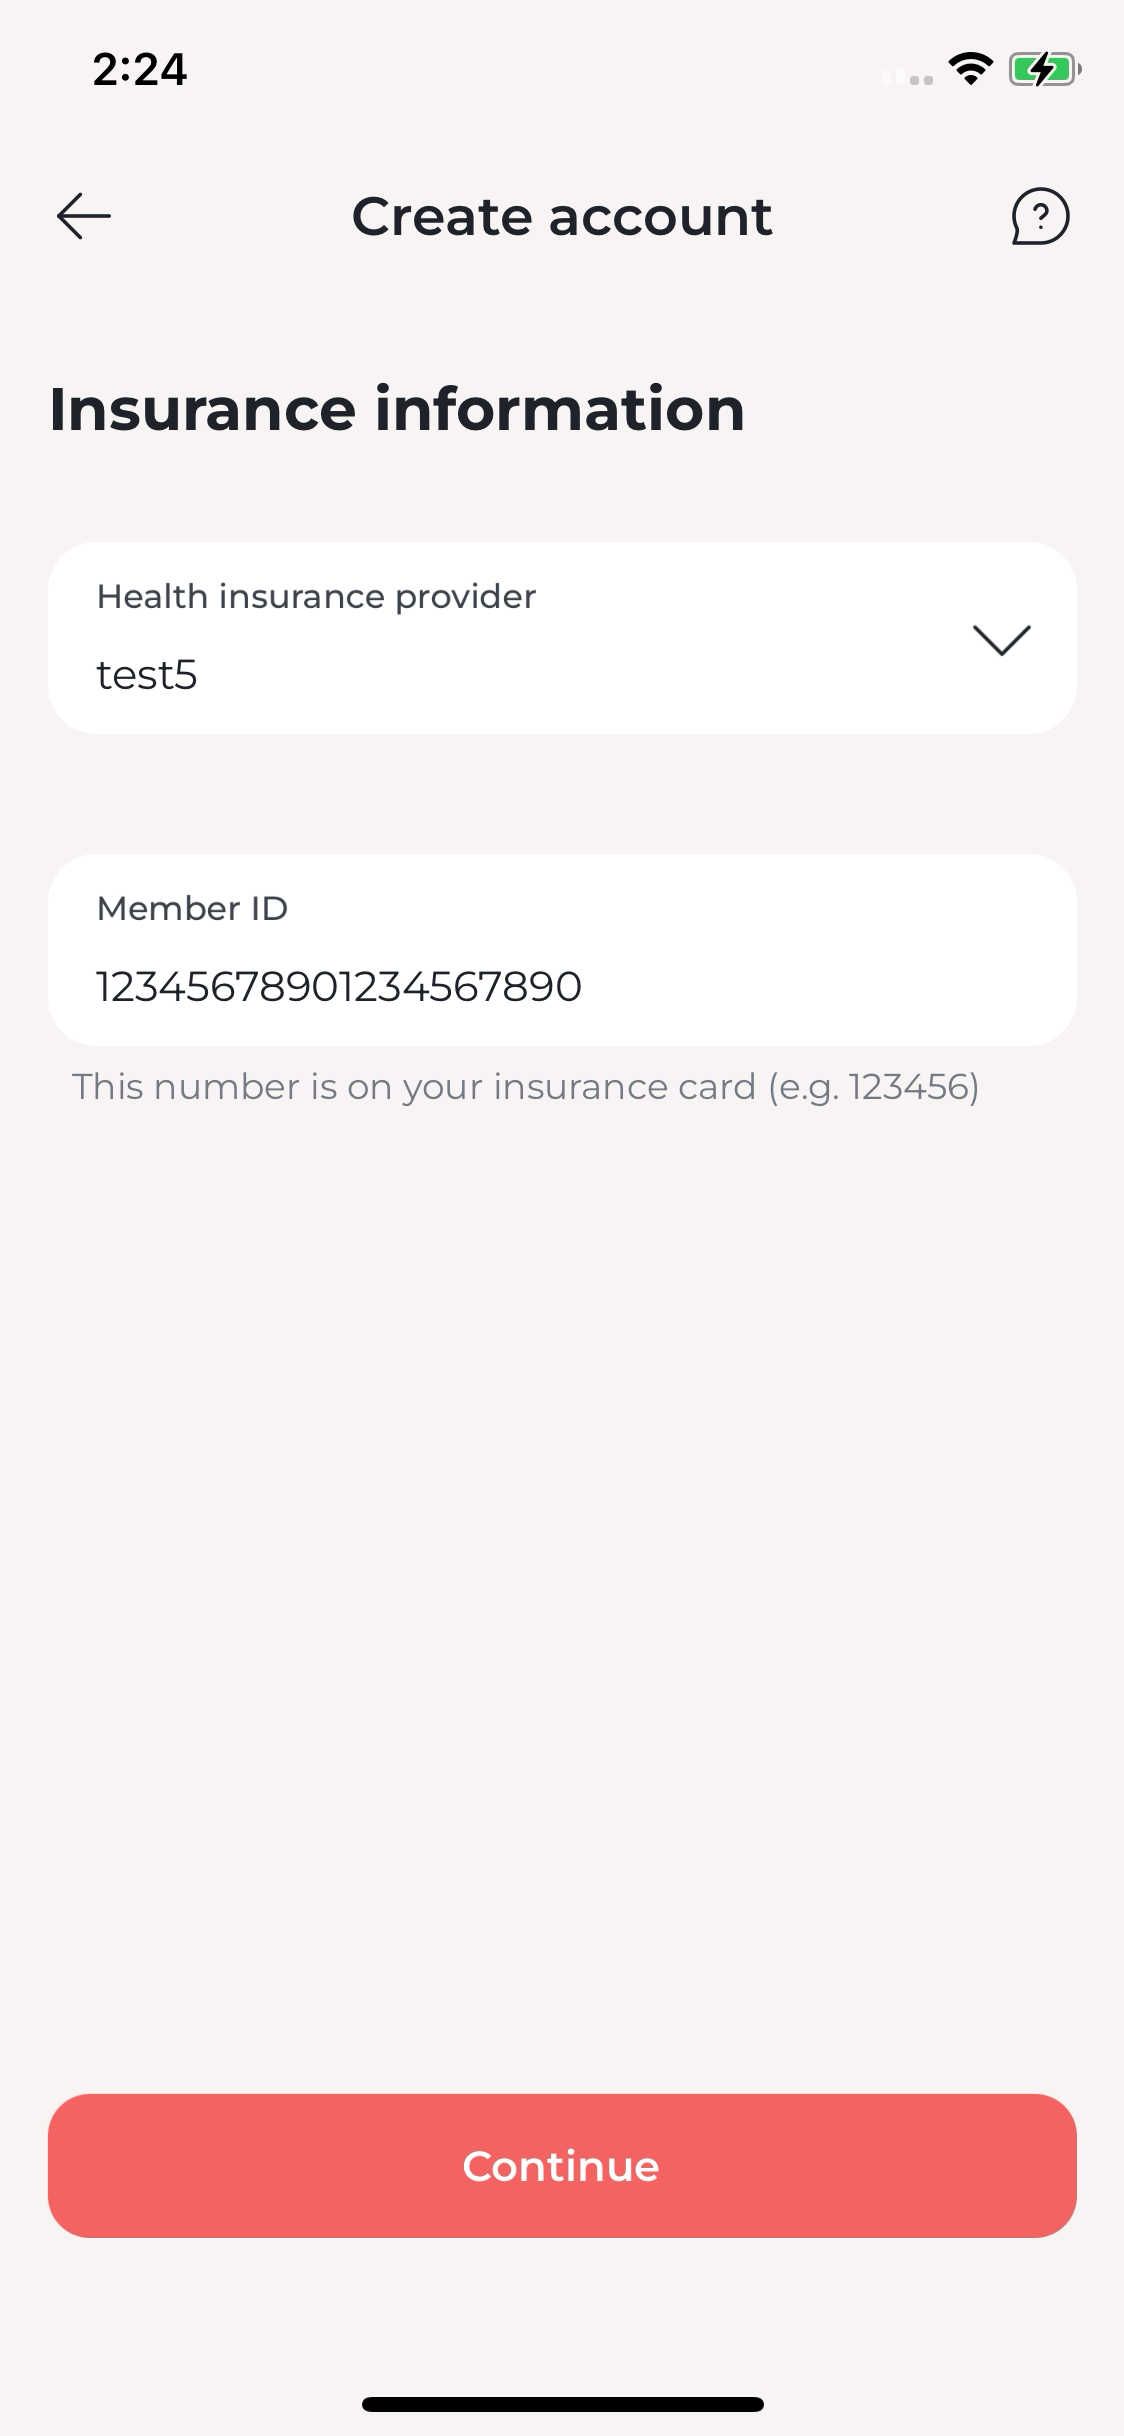 2:24
Create account
Insurance information
Health insurance provider
test5
Member ID
12345678901234567890
This number is on your insurance card (e.g. 123456)
Continue